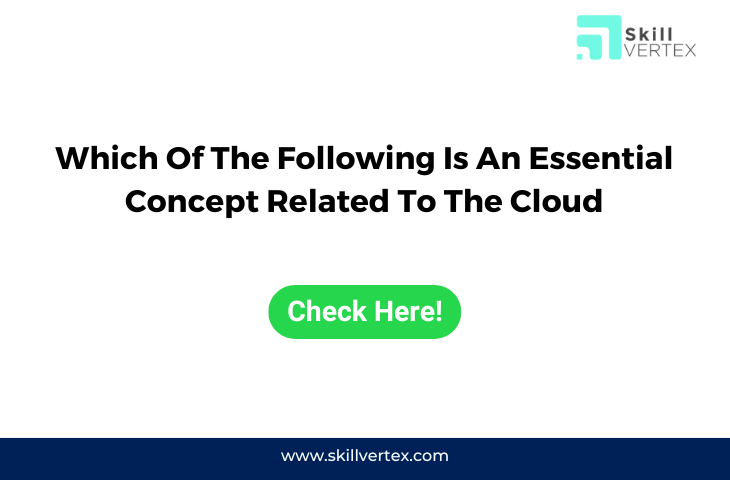 Skill
VERTEX
Which Of The Following Is An Essential
Concept Related To The Cloud
Check Here!
www.skillvertex.com